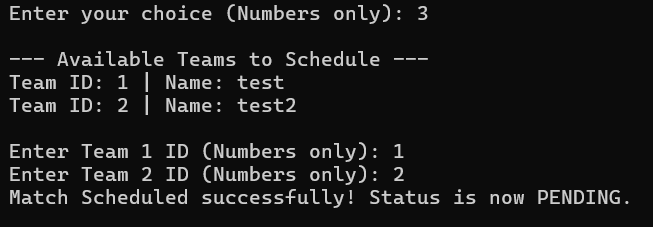 Enter your choice (Numbers only): 3
--- Available Teams to Schedule ---
Team ID: 1 | Name: test
Team ID: 2 | Name: test2
Enter Team 1 ID (Numbers only): 1
Enter Team 2 ID (Numbers only): 2
Match Scheduled successfully! Status is now PENDING.